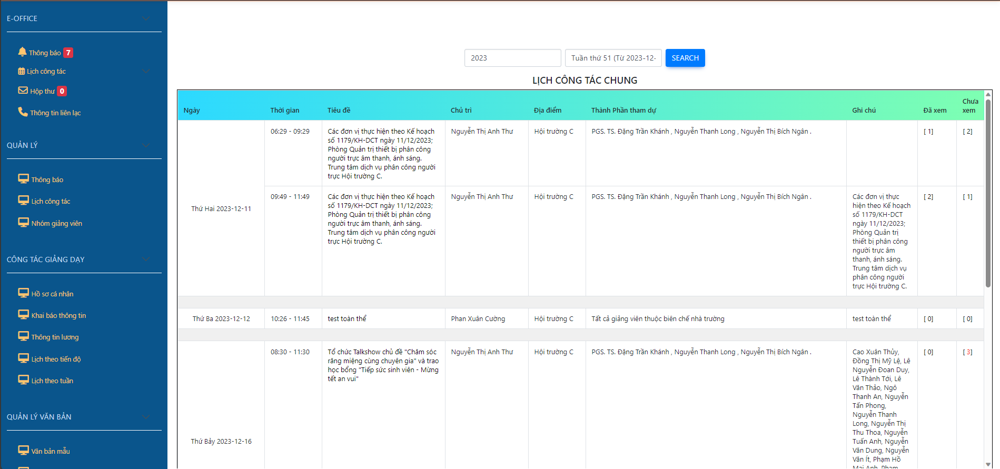 E-OFFICE
Thông báo 7
Lịch công tác
Hộp thư 0
Thông tin liên lạc
QUẢN LÝ
Thông báo
Lịch công tác
Nhóm giảng viên
CÔNG TÁC GIẢNG DẠY
Hồ sơ cá nhân
Khai báo thông tin
Thông tin lương
Lịch theo tiến độ
Lịch theo tuần
QUẢN LÝ VĂN BẢN
Văn bản mẫu
2023
Tuần thứ 51 (Từ 2023-12-
SEARCH
LỊCH CÔNG TÁC CHUNG
Ngày
Thời gian
Tiêu đề
Chủ trì
Địa điểm
Thành Phần tham dự
Ghi chú
Đã xem
Chưa
xem
Thứ Hai 2023-12-11
06:29 - 09:29
Các đơn vị thực hiện theo Kế hoạch
số 1179/KH-DCT ngày 11/12/2023;
Phòng Quản trị thiết bị phân công
người trực âm thanh, ánh sáng.
Trung tâm dịch vụ phân công người
trực Hội trường C.
Nguyễn Thị Anh Thư
Hội trường C
PGS. TS. Đặng Trần Khánh , Nguyễn Thanh Long , Nguyễn Thị Bích Ngân .
[ 1]
[ 2]
09:49 - 11:49
Các đơn vị thực hiện theo Kế hoạch
số 1179/KH-DCT ngày 11/12/2023;
Phòng Quản trị thiết bị phân công
người trực âm thanh, ánh sáng.
Trung tâm dịch vụ phân công người
trực Hội trường C.
Nguyễn Thị Anh Thư
Hội trường C
PGS. TS. Đặng Trần Khánh , Nguyễn Thanh Long , Nguyễn Thị Bích Ngân .
Các đơn vị thực
hiện theo Kế hoạch
số 1179/KH-DCT
ngày 11/12/2023;
Phòng Quản trị
thiết bị phân công
người trực âm
thanh, ánh sáng.
Trung tâm dịch vụ
phân công người
trực Hội trường C.
[ 2]
[ 1]
Thứ Ba 2023-12-12
10:26 - 11:45
test toàn thể
Phan Xuân Cường
Hội trường C
Tất cả giảng viên thuộc biên chế nhà trường
test toàn thể
[ 0]
[ 0]
Thứ Bảy 2023-12-16
08:30 - 11:30
Tổ chức Talkshow chủ đề "Chăm sóc
răng miệng cùng chuyên gia" và trao
học bổng "Tiếp sức sinh viên - Mừng
tết an vui"
Nguyễn Thị Anh Thư
Hội trường C
PGS. TS. Đặng Trần Khánh , Nguyễn Thanh Long , Nguyễn Thị Bích Ngân .
Cao Xuân Thủy,
Đồng Thị Mỹ Lệ, Lê
Nguyễn Đoan Duy,
Lê Thành Tới, Lê
Văn Thảo, Ngô
Thanh An, Nguyễn
Tấn Phong,
Nguyễn Thanh
Long, Nguyễn Thị
Thu Thoa, Nguyễn
Tuấn Anh, Nguyễn
Văn Dung, Nguyễn
Văn Ít, Phạm Hồ
Mai Anh, Phạm
[ 0]
[ 3]